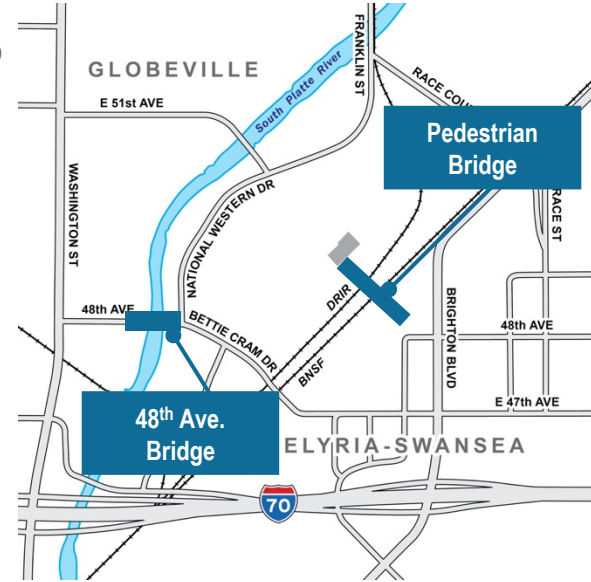 GLOBEVILLE
FRANKLIN ST
South Platte River
E 51st AVE
RACE COU
Pedestrian
Bridge
WASHINGTON ST
NATIONAL WESTERN DR
RACE ST
DRIR
BRIGHTON BLVD
48th AVE
BETTIE CRAM DR
48th AVE
BNSF
E 47th AVE
48th Ave.
Bridge
ELYRIA-SWANSEA
70